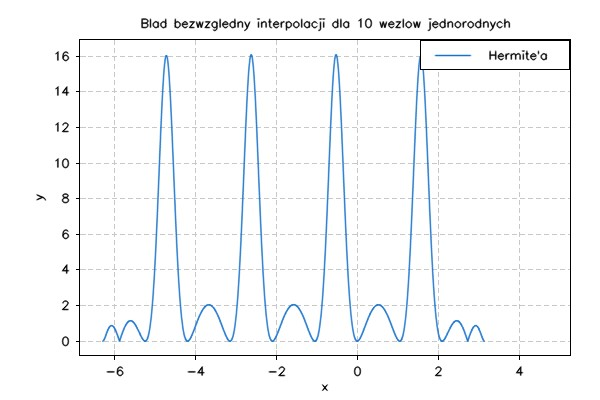 Blad bezwzgledny interpolacji dla 10 wezlow jednorodnych
Hermite'a
16
14
12
10
8
6
4
2
0
y
−6 −4 −2 0 2 4
x